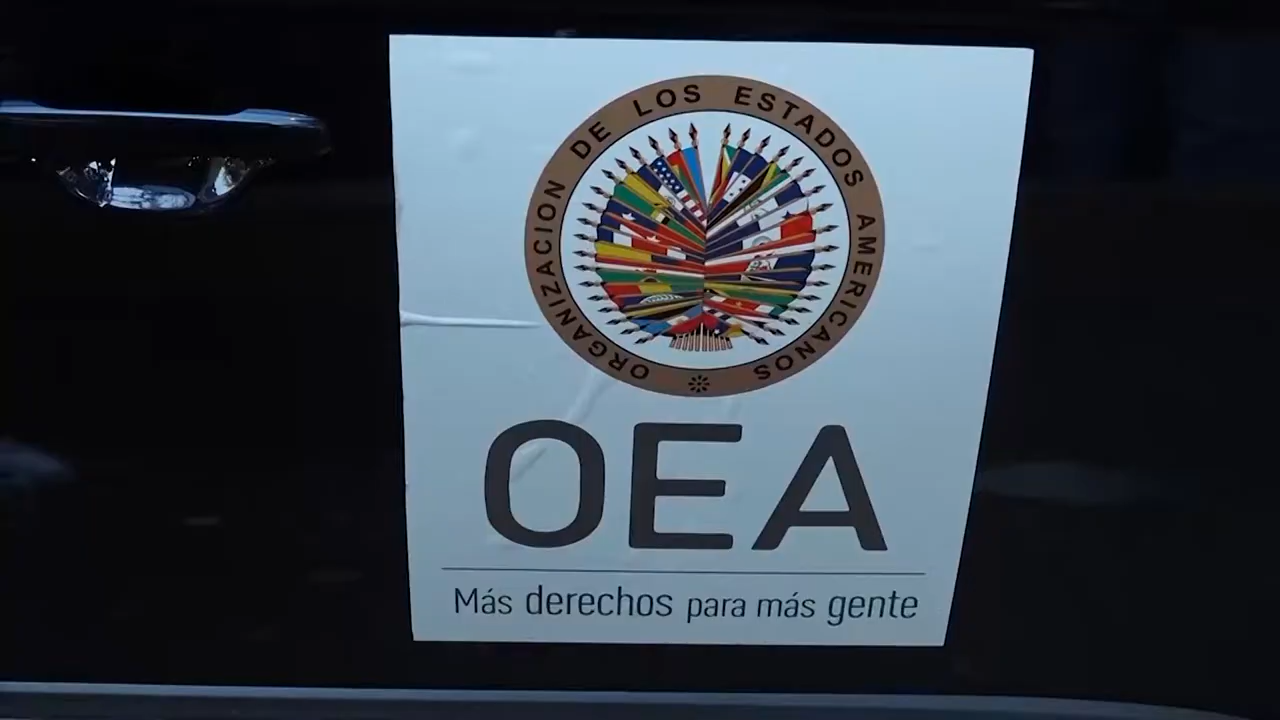 ORGANIZACION DE LOS ESTADOS AMERICANOS
OEA
Más derechos para más gente